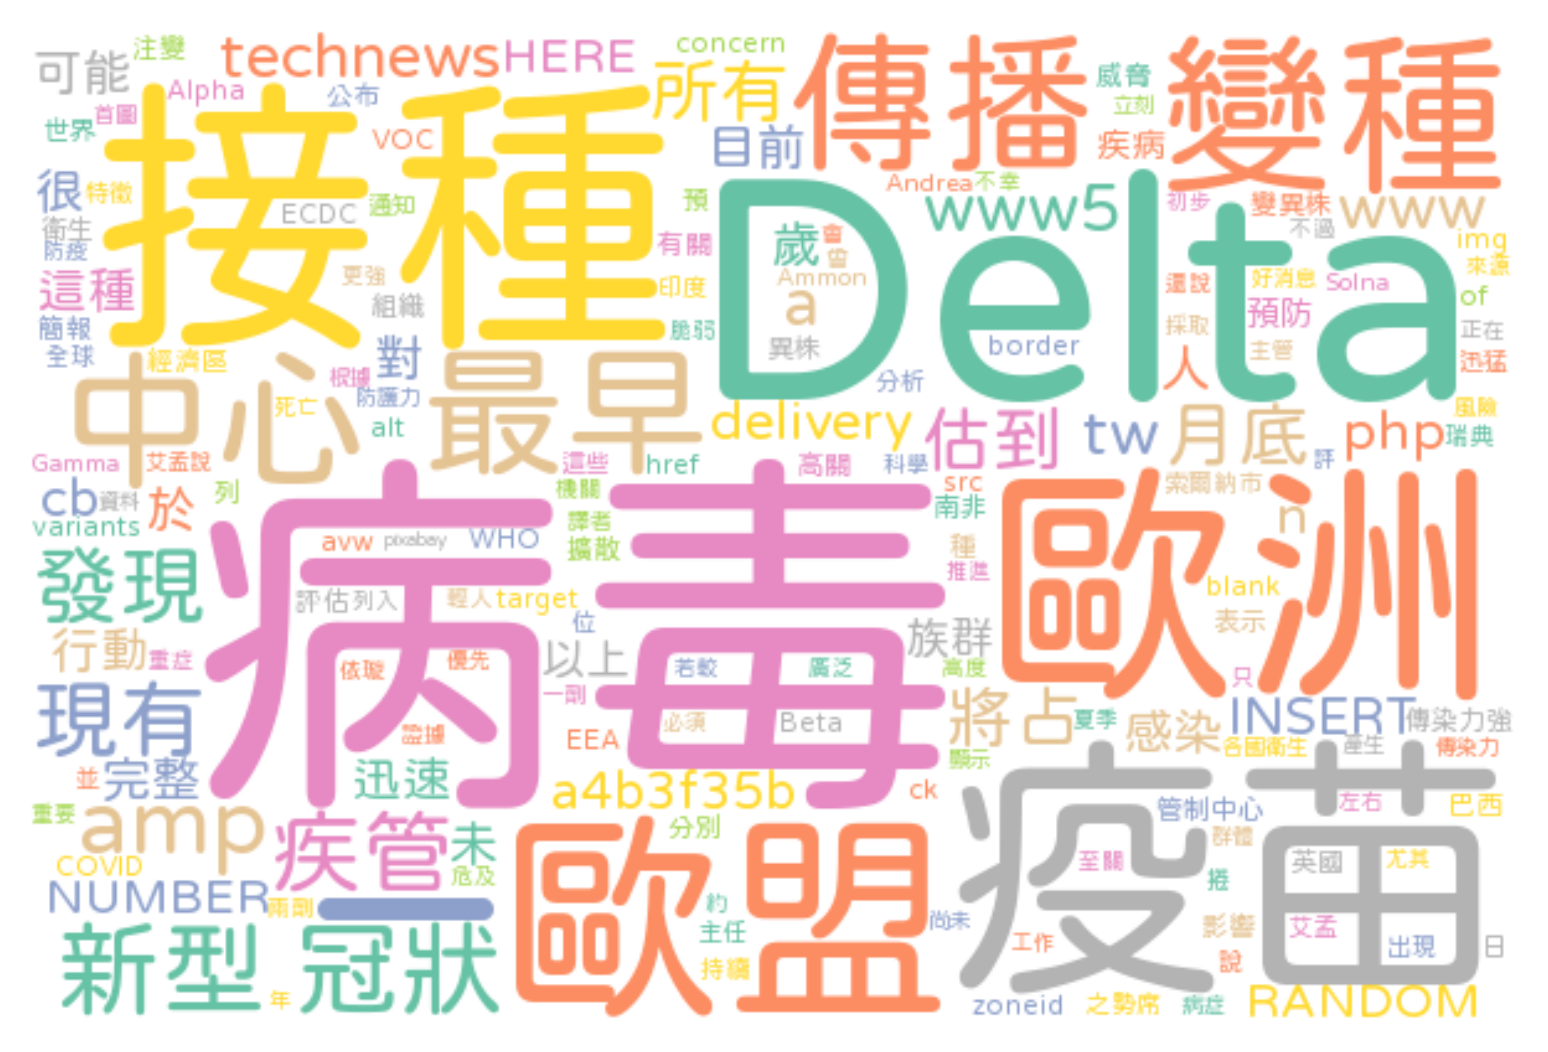 可能
注變
technews
HERE
concern
所有
傳播
威脅
變種
世界
首圖
Alpha
公布
VOC
目前
立刻
疾病
接種
很
特徵
ECDC
通知
預
Andrea
不幸
www5
初步
變異株
www
衛生
防疫
更強
有關
歲
會
曾
不過
img
來源
這種
組織
印度
Ammon
a
Delta
還說
好消息
Solna
of
簡報
全球
經濟區
對
脆弱
異株
border
採取
預防
正在
根據
防護力
分析
人
主管
迅猛
中心
死亡
最早
alt
delivery
估到
tw
月底
php
風險
瑞典
Gamma
艾孟說
這些
href
高關
科學
評
cb
資料
於
列
機關
src
索爾納市
variants
avw
pixabay
WHO
譯者
擴散
南非
n
種
推進
歐洲
發現
病毒
評估列入
輕人
target
blank
位
表示
行動
重症
依璇
優先
以上
若較
廣泛
族群
高度
只
現有
證據
一劑
必須
Beta
將占
夏季
感染
INSERT
傳染力強
EEA
顯示
各國衛生
產生
傳染力
並
完整
迅速
a4b3f35b
ck
管制中心
左右
巴西
重要
amp
疾管
未
分別
疫苗
群體
COVID
危及
至關
英國
尤其
NUMBER
兩劑
約
歐盟
捲
主任
尚未
影響
艾孟
新型
冠狀
持續
工作
說
出現
日
年
zoneid
之勢席
病症
RANDOM